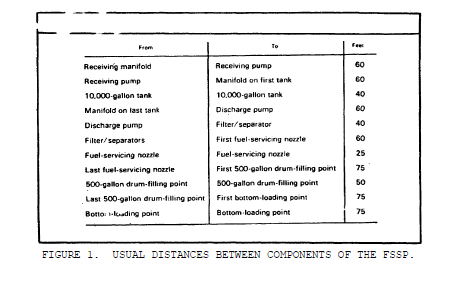 From To Feet
Receiving manifold Receiving pump 60
Receiving pump Manifold on first tank 60
10,000-gallon tank 10,000-gallon tank 40
Manifold on last tank Discharge pump 60
Discharge pump Filter/separator 40
Filter/separators First fuel-servicing nozzle 60
Fuel-servicing nozzle Fuel-servicing nozzle 25
Last fuel-servicing nozzle First 500-gallon drum-filling point 75
500-gallon drum-filling point 500-gallon drum-filling point 50
Last 500-gallon drum-filling point First bottom-loading point 75
Bottom-loading point Bottom-loading point 75
FIGURE 1. USUAL DISTANCES BETWEEN COMPONENTS OF THE FSSP.